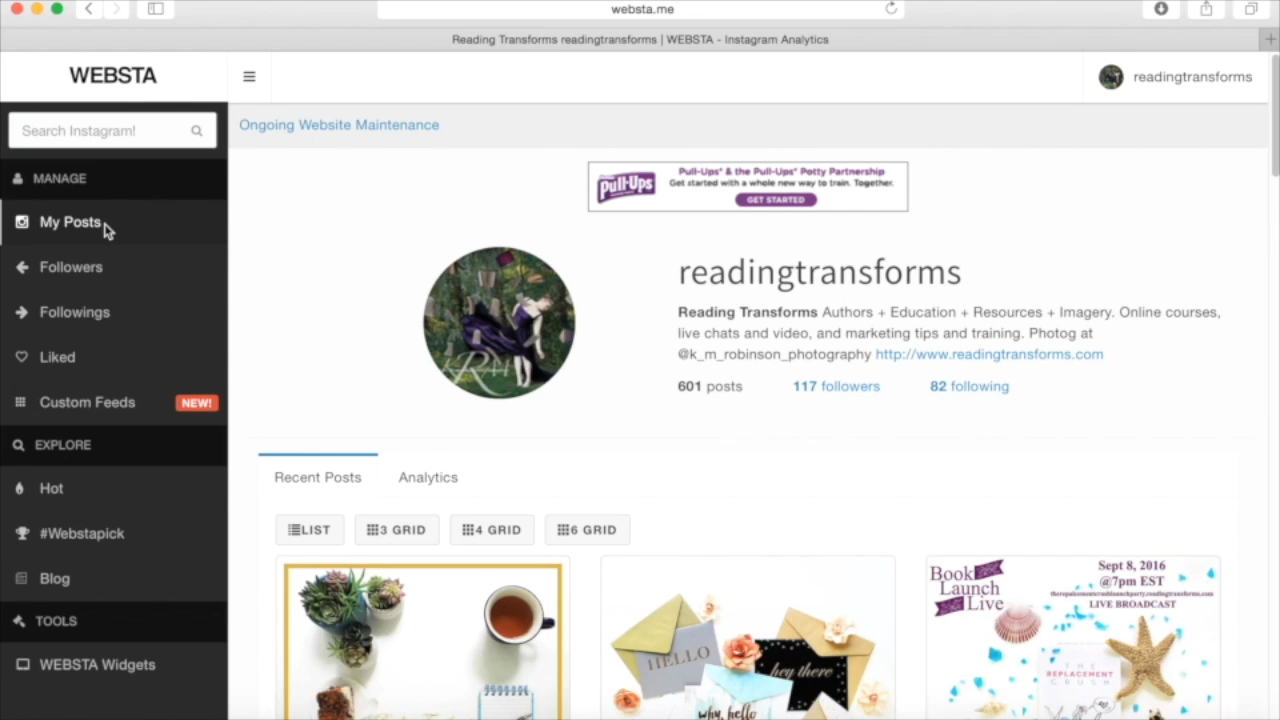 websta.me
Reading Transforms readingtransforms | WEBSTA - Instagram Analytics
WEBSTA
readingtransforms
Search Instagram!
MANAGE
My Posts
Followers
Followings
Liked
Custom Feeds NEW!
EXPLORE
Hot
#Webstapick
Blog
TOOLS
WEBSTA Widgets
Ongoing Website Maintenance
Pull-Ups
Pull-Ups* & the Pull-Ups* Potty Partnership
Get started with a whole new way to train. Together.
GET STARTED
readingtransforms
Reading Transforms Authors + Education + Resources + Imagery. Online courses,
live chats and video, and marketing tips and training. Photog at
@k_m_robinson_photography http://www.readingtransforms.com
601 posts 117 followers 82 following
Recent Posts Analytics
LIST 3 GRID 4 GRID 6 GRID
HELLO
hey there
why, hello
Book
Launch
Live
Sept 8, 2016
@7pm EST
LIVE BROADCAST
THE
REPLACEMENT
CRUSH